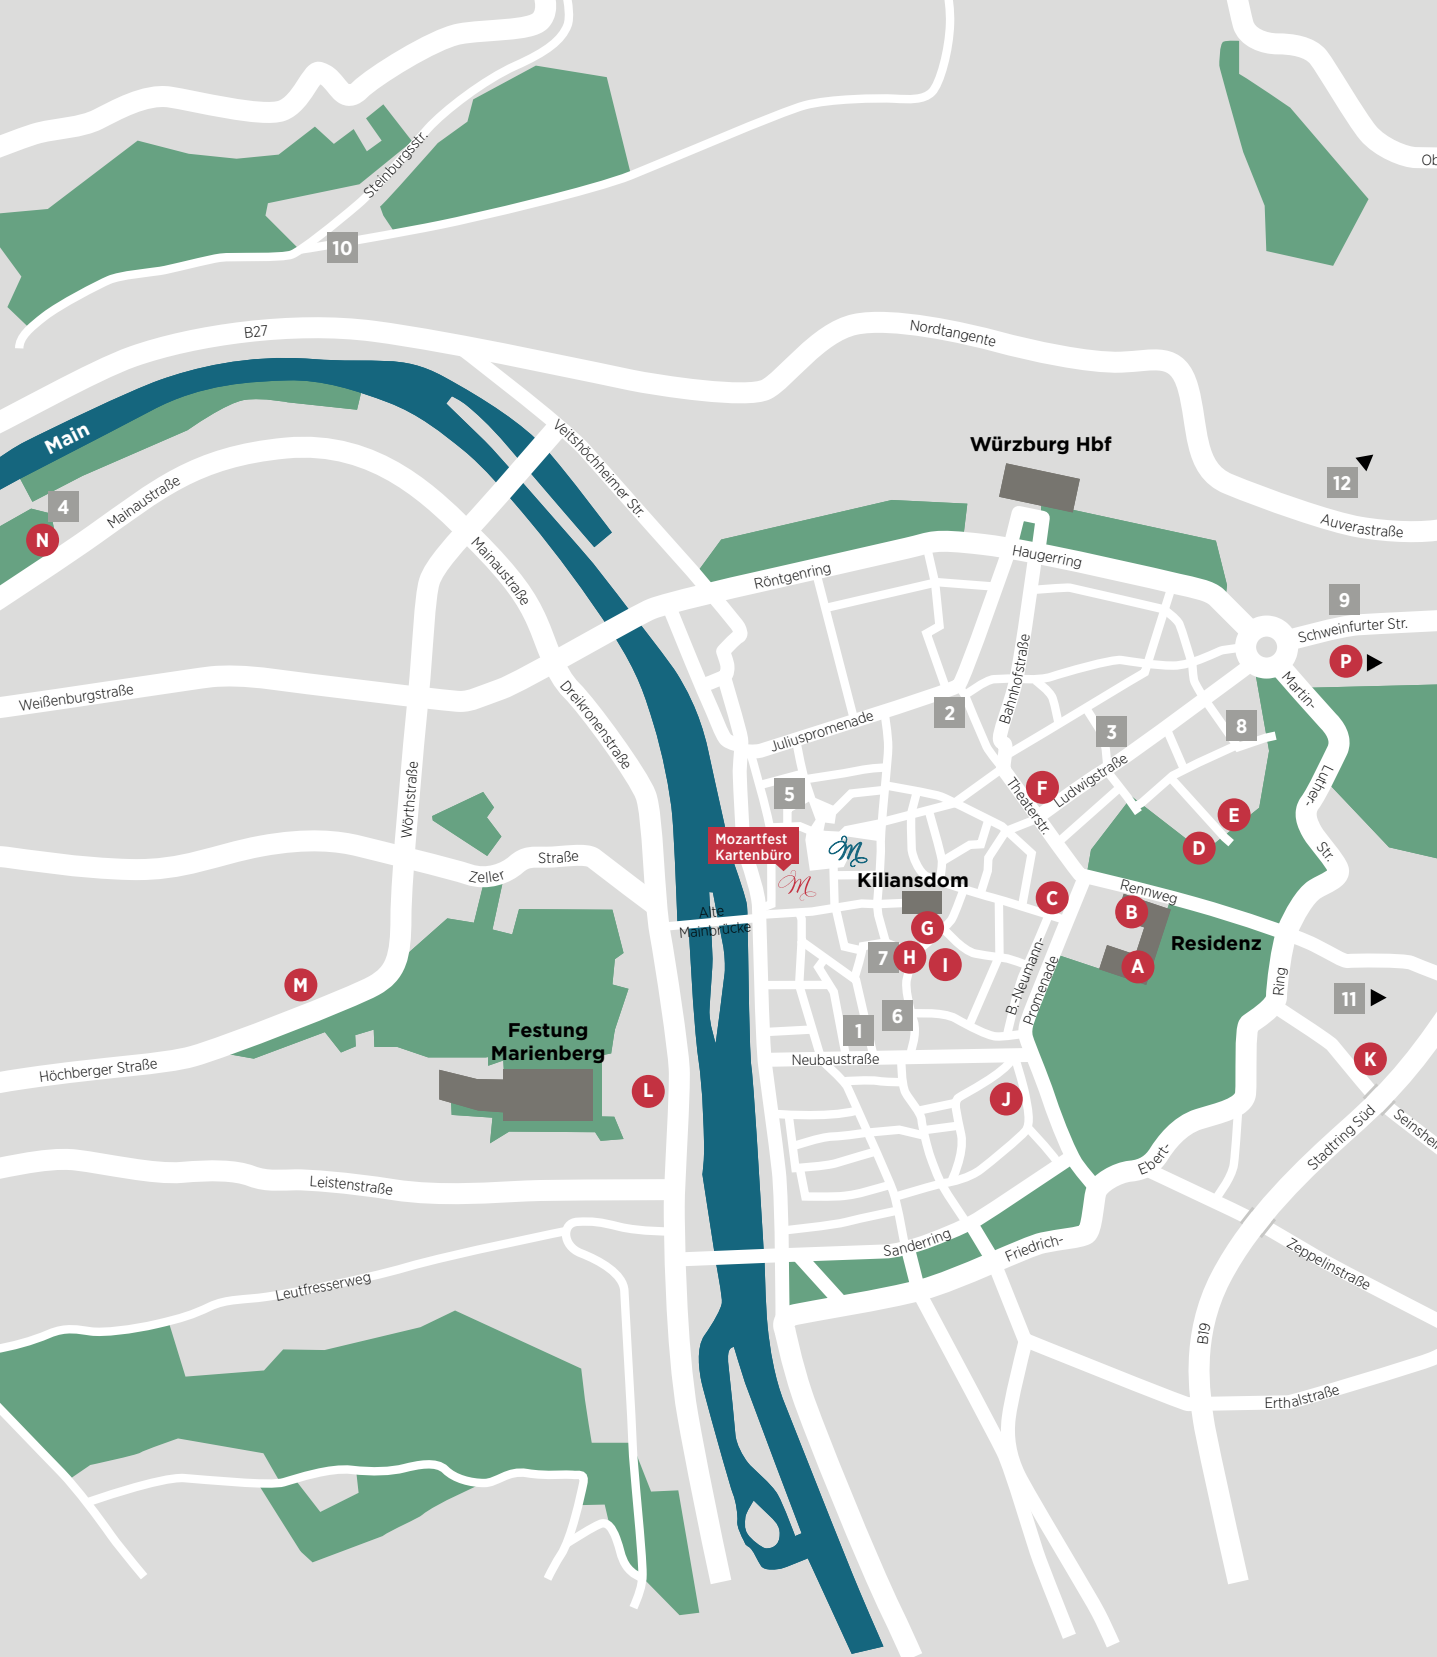 Ob
Steinburgsstr.
10
B27
Nordtangente
Main
Veitshöchheimer Str.
Würzburg Hbf
12
4
Mainaustraße
N
Auverastraße
Mainaustraße
Haugerring
Röntgenring
9
Schweinfurter Str.
P
Weißenburgstraße
Dreikronenstraße
Bahnhofstraße
Martin-
2
Juliuspromenade
3
8
Wörthstraße
5
F
Ludwigstraße
Theaterstr.
Luther-
E
D
Str.
Mozartfest
Kartenbüro
M
M
Straße
Zeller
Kiliansdom
Rennweg
C
B
Alte
Mainbrücke
G
Residenz
7
H
I
A
M
B.-Neumann-
Promenade
Ring
11
6
1
Festung
Marienberg
Neubaustraße
K
Höchberger Straße
L
J
Stadtring Süd
Seinshei
Ebert-
Leistenstraße
Sanderring
Friedrich-
Zeppelinstraße
Leutfresserweg
B19
Erthalstraße